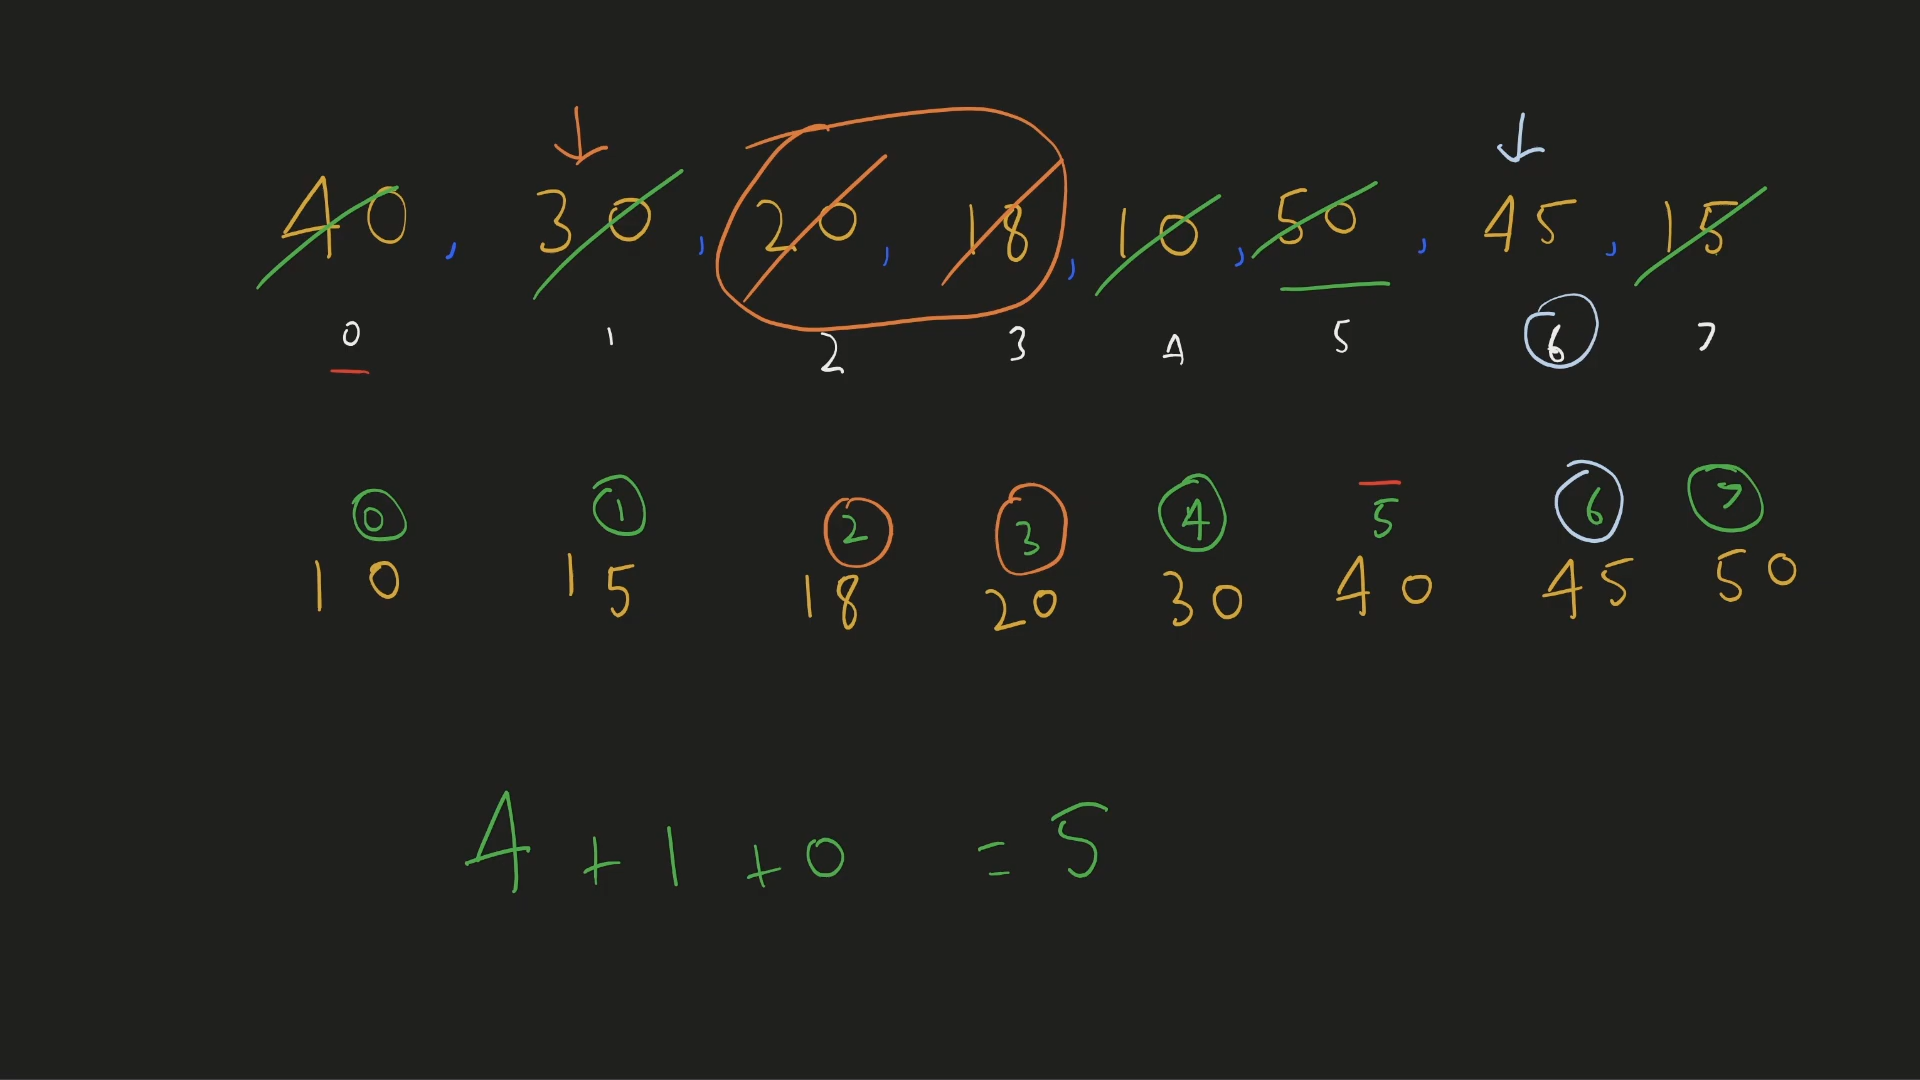 40, 30, 20, 18, 10, 50, 45, 15
0 1 2 3 4 5 6 7
0 1 2 3 4 5 6 7
10 15 18 20 30 40 45 50
4 + 1 + 0 = 5